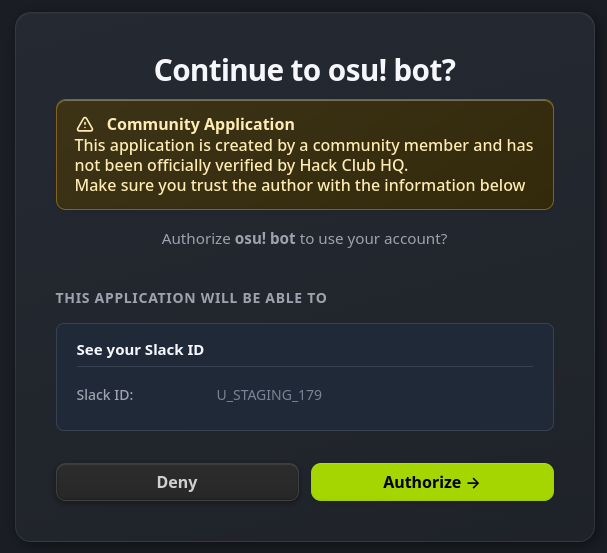 Continue to osu! bot?
Community Application
This application is created by a community member and has
not been officially verified by Hack Club HQ.
Make sure you trust the author with the information below
Authorize osu! bot to use your account?
THIS APPLICATION WILL BE ABLE TO
See your Slack ID
Slack ID: U_STAGING_179
Deny
Authorize →